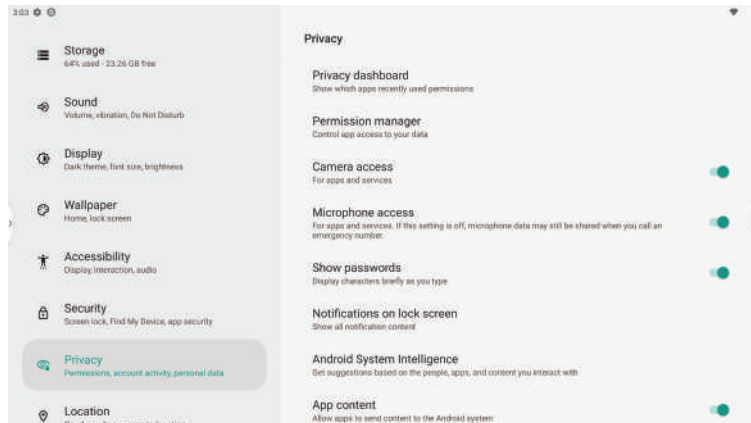 3:03
Storage
64% used - 23.26 GB free
Sound
Volume, vibration, Do Not Disturb
Display
Dark theme, font size, brightness
Wallpaper
Home, lock screen
Accessibility
Display, interaction, audio
Security
Screen lock, Find My Device, app security
Privacy
Permissions, account activity, personal data
Location
Privacy
Privacy dashboard
Show which apps recently used permissions
Permission manager
Control app access to your data
Camera access
For apps and services
Microphone access
For apps and services. If this setting is off, microphone data may still be shared when you call an
emergency number.
Show passwords
Display characters briefly as you type
Notifications on lock screen
Show all notification content
Android System Intelligence
Get suggestions based on the people, apps, and content you interact with
App content
Allow apps to send content to the Android system